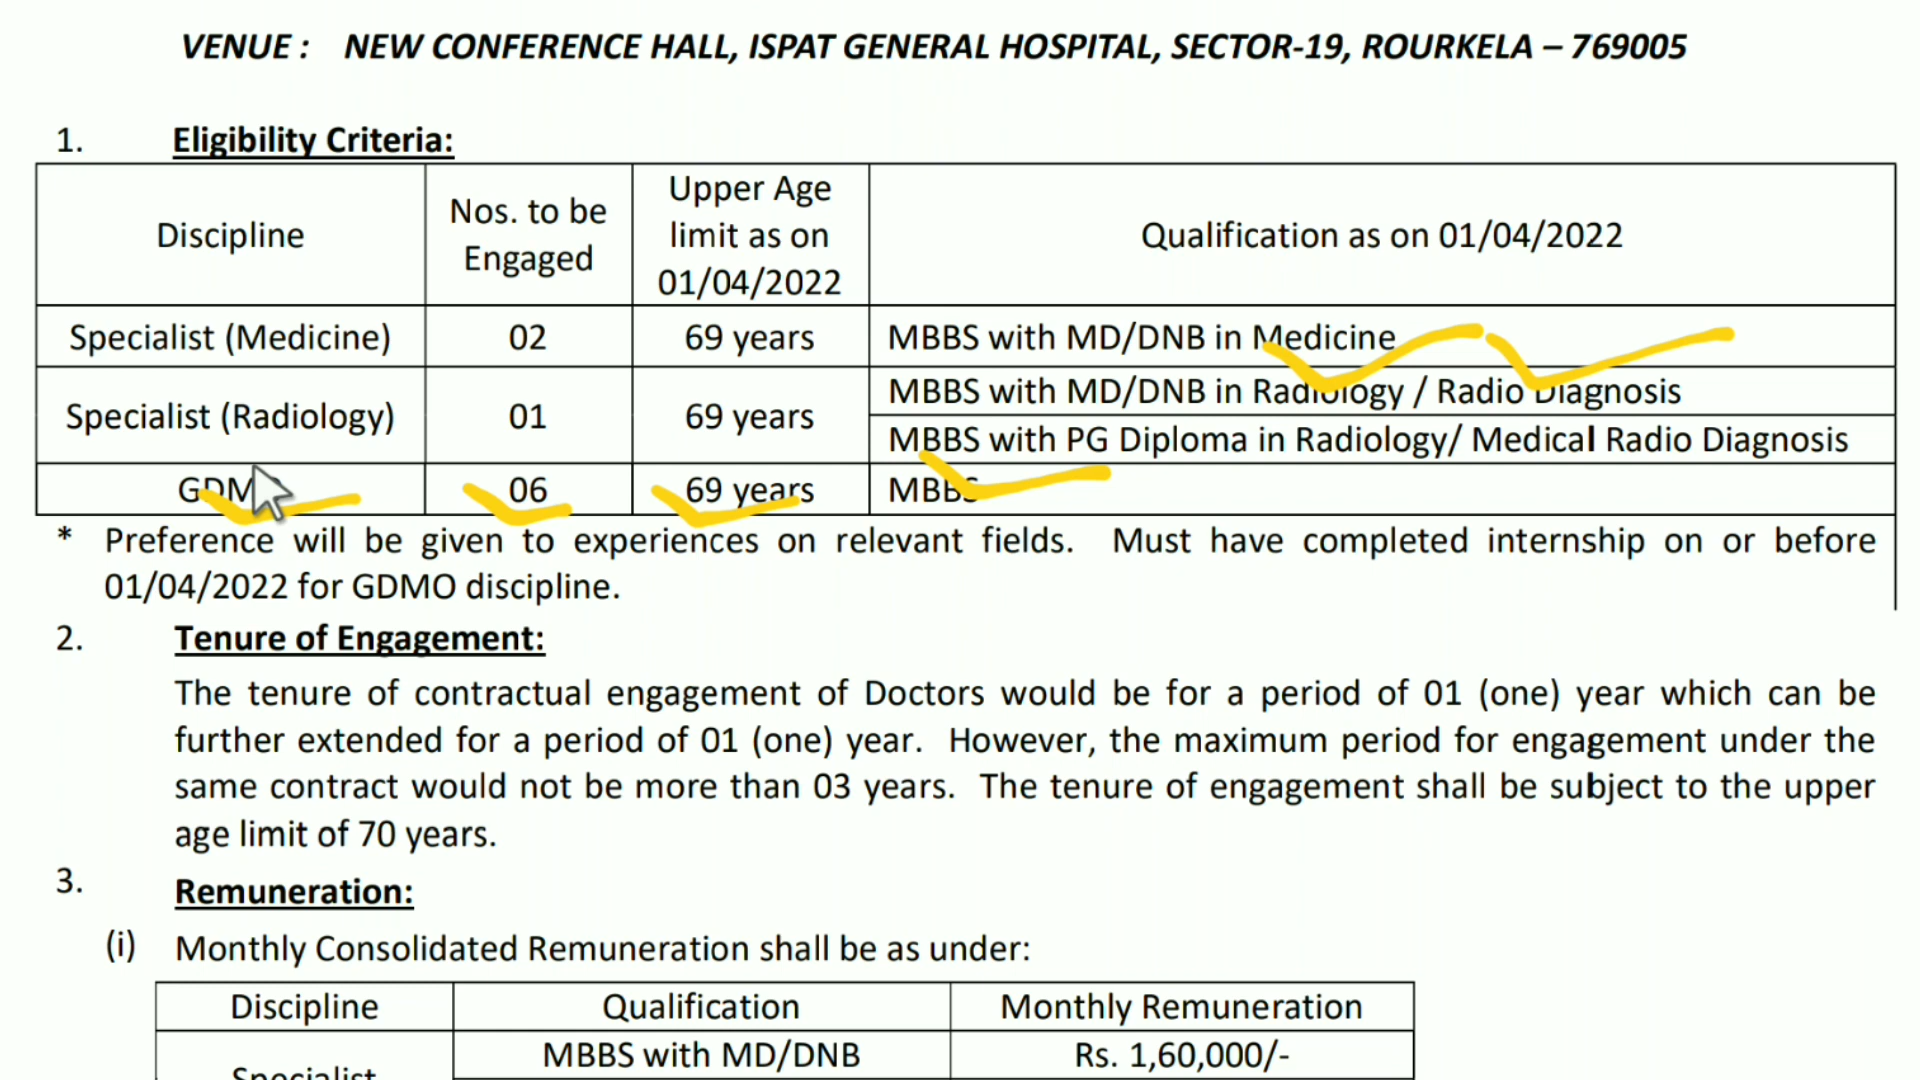 VENUE : NEW CONFERENCE HALL, ISPAT GENERAL HOSPITAL, SECTOR-19, ROURKELA – 769005
1. Eligibility Criteria:
Discipline
Nos. to be
Engaged
Upper Age
limit as on
01/04/2022
Qualification as on 01/04/2022
Specialist (Medicine) 02 69 years MBBS with MD/DNB in Medicine
Specialist (Radiology) 01 69 years
MBBS with MD/DNB in Radiology / Radio Diagnosis
MBBS with PG Diploma in Radiology/ Medical Radio Diagnosis
06 69 years MBBS
* Preference will be given to experiences on relevant fields. Must have completed internship on or before
01/04/2022 for GDMO discipline.
2. Tenure of Engagement:
The tenure of contractual engagement of Doctors would be for a period of 01 (one) year which can be
further extended for a period of 01 (one) year. However, the maximum period for engagement under the
same contract would not be more than 03 years. The tenure of engagement shall be subject to the upper
age limit of 70 years.
3. Remuneration:
(i) Monthly Consolidated Remuneration shall be as under:
Discipline Qualification Monthly Remuneration
MBBS with MD/DNB Rs. 1,60,000/-
Specialist